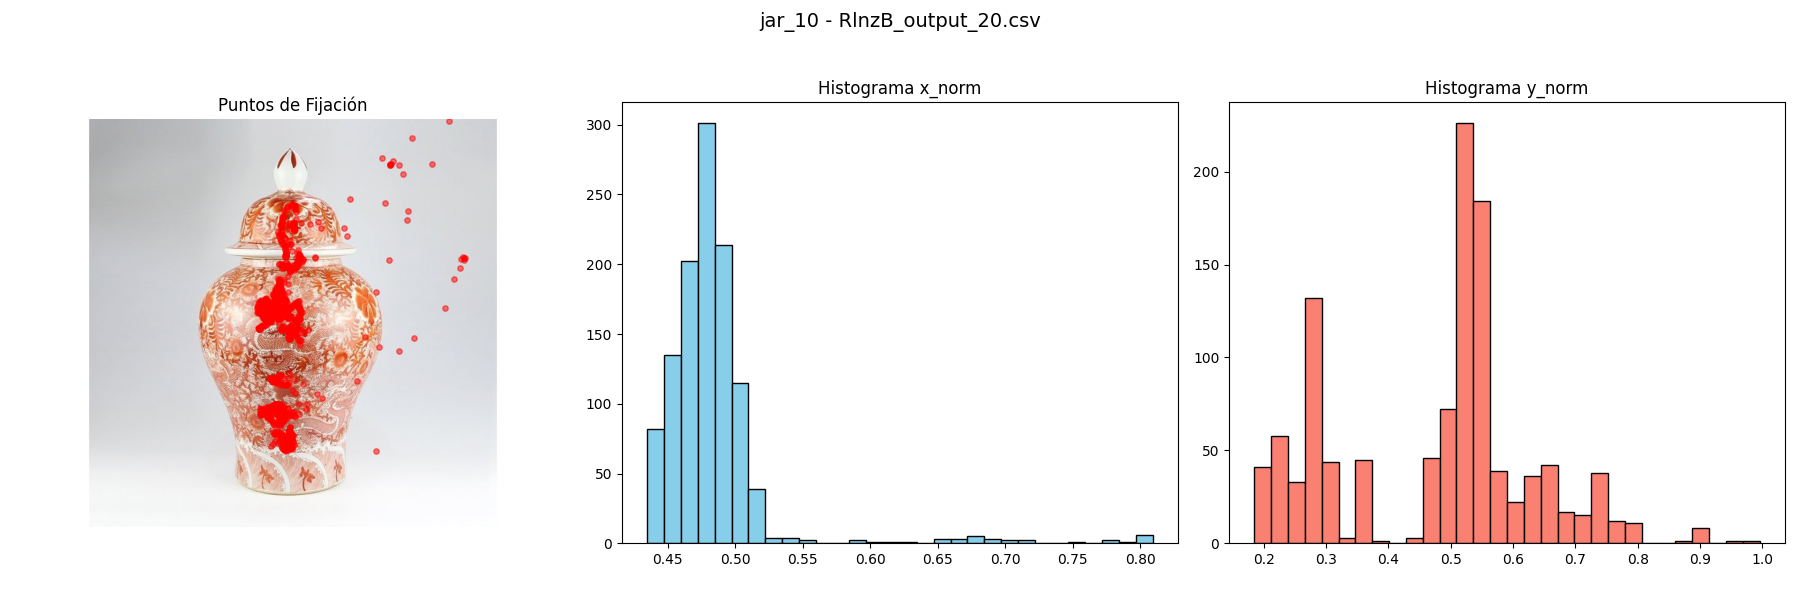 jar_10 - RlnzB_output_20.csv
Puntos de Fijación
Histograma x_norm
300
250
200
150
100
50
0
0.45 0.50 0.55 0.60 0.65 0.70 0.75 0.80
Histograma y_norm
200
150
100
50
0
0.2 0.3 0.4 0.5 0.6 0.7 0.8 0.9 1.0